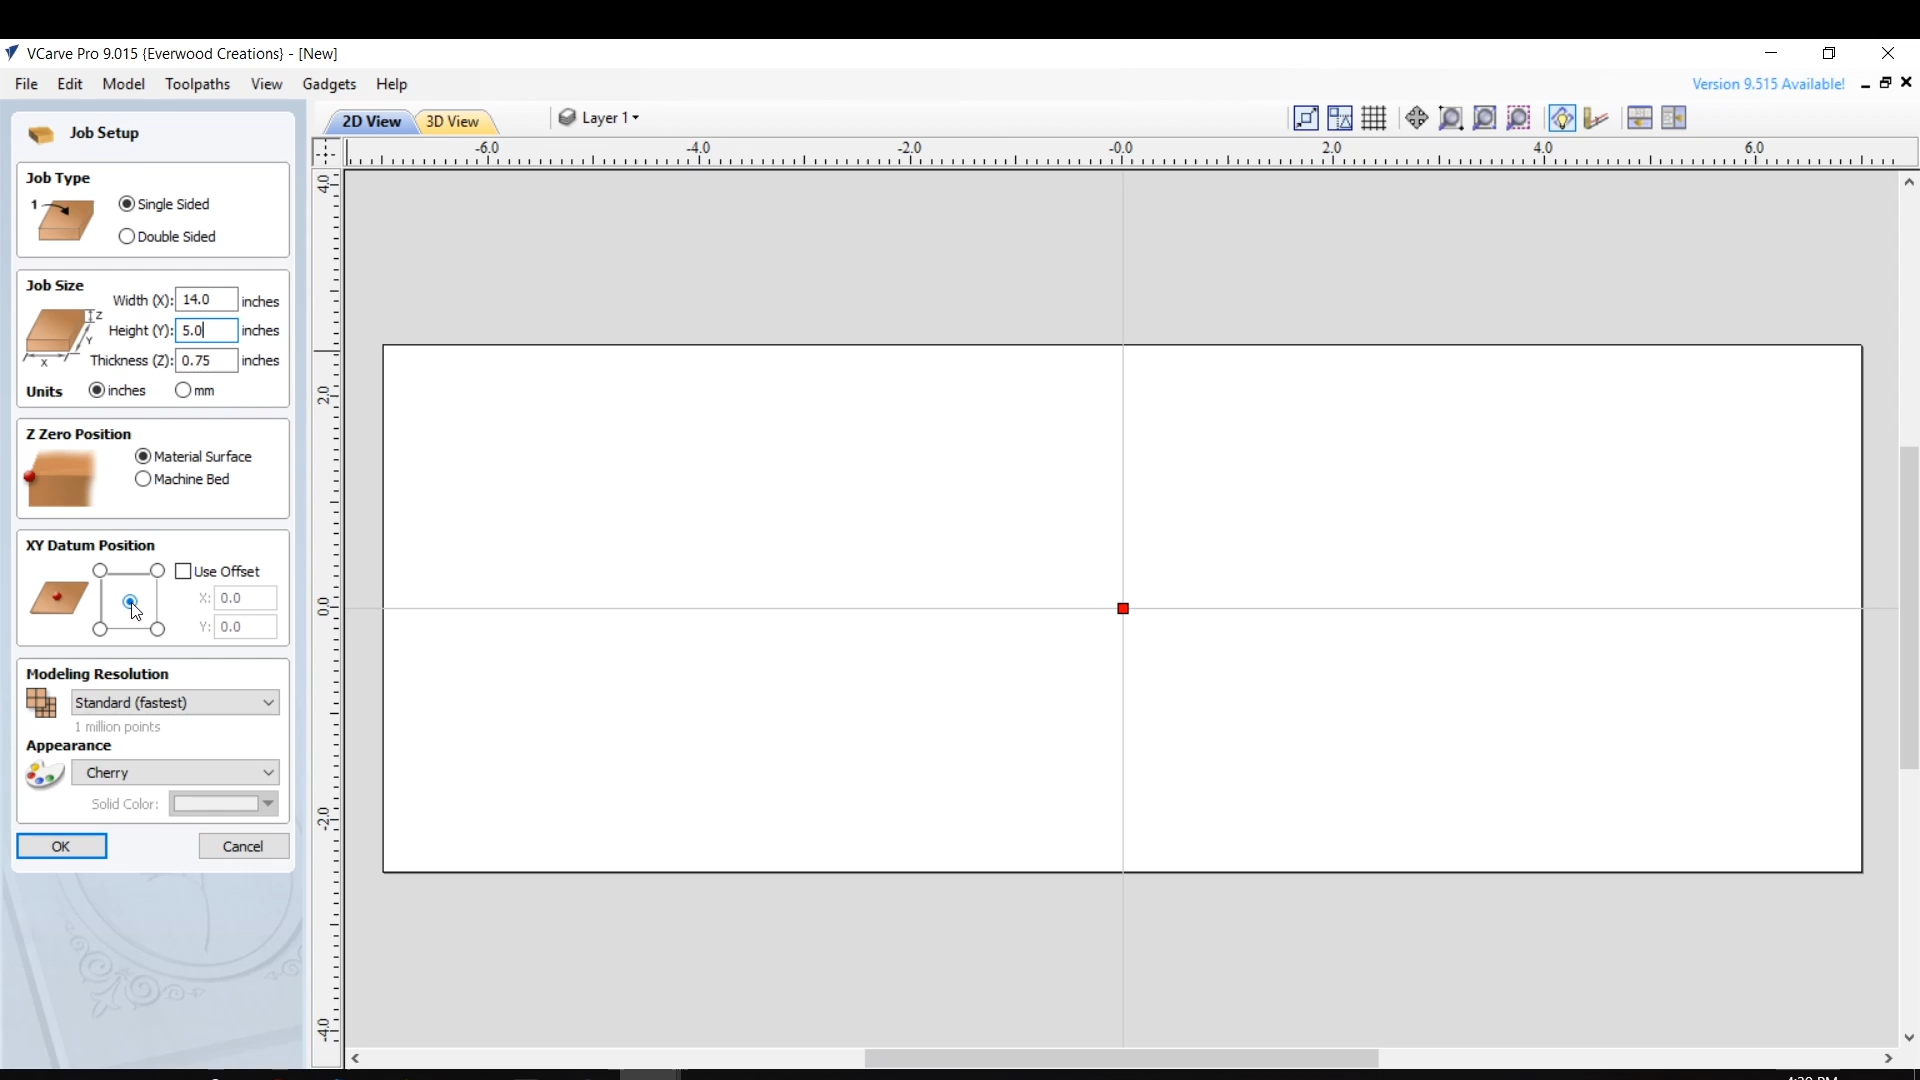 VCarve Pro 9.015 {Everwood Creations} - [New]
File Edit Model Toolpaths View Gadgets Help
Version 9.515 Available!
2D View 3D View Layer 1
Job Setup
-6.0 -4.0 -2.0 -0.0 2.0 4.0 6.0
4.0
2.0
0.0
-2.0
-4.0
Job Type
1
Single Sided
Double Sided
Job Size
Width (X): 14.0 inches
Z
Height (Y): 5.0 inches
Y
Thickness (Z): 0.75 inches
X
Units inches mm
Z Zero Position
Material Surface
Machine Bed
XY Datum Position
Use Offset
X: 0.0
Y: 0.0
Modeling Resolution
Standard (fastest)
1 million points
Appearance
Cherry
Solid Color:
OK Cancel